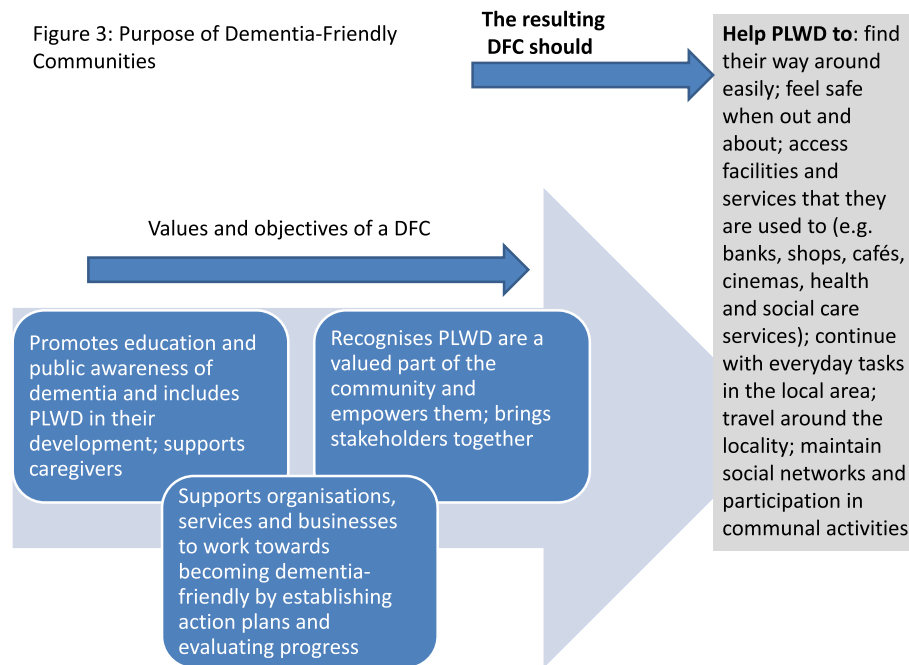 Figure 3: Purpose of Dementia-Friendly
Communities
The resulting
DFC should
Help PLWD to: find
their way around
easily; feel safe
when out and
about; access
facilities and
services that they
are used to (e.g.
banks, shops, cafés,
cinemas, health
and social care
services); continue
with everyday tasks
in the local area;
travel around the
locality; maintain
social networks and
participation in
communal activities
Values and objectives of a DFC
Promotes education and
public awareness of
dementia and includes
PLWD in their
development; supports
caregivers
Supports organisations,
services and businesses
to work towards
becoming dementia-
friendly by establishing
action plans and
evaluating progress
Recognises PLWD are a
valued part of the
community and
empowers them; brings
stakeholders together